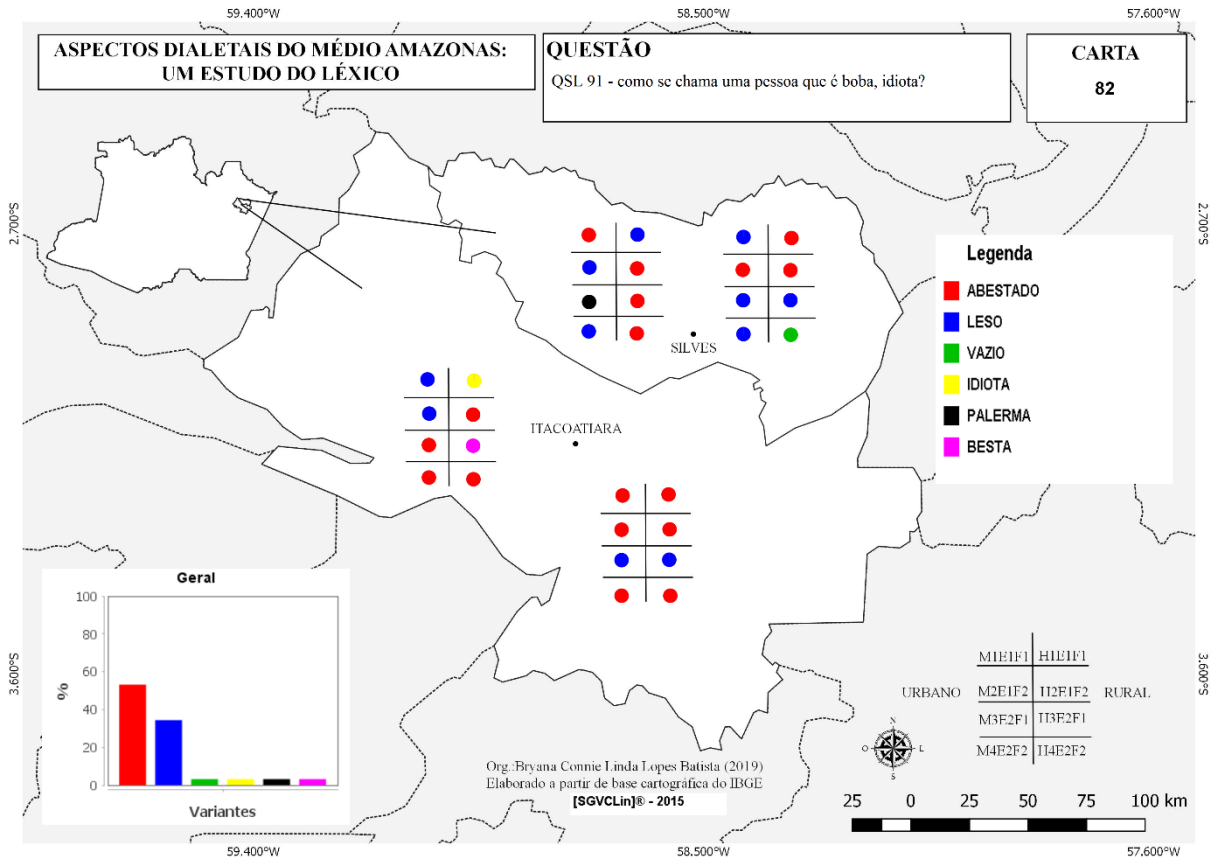 59.400°W
58.500°W
57.600°W
ASPECTOS DIALETAIS DO MÉDIO AMAZONAS:
UM ESTUDO DO LÉXICO
QUESTÃO
QSL 91 - como se chama uma pessoa que é boba, idiota?
CARTA
82
2.700°S
2.700°S
Legenda
ABESTADO
LESO
VAZIO
IDIOTA
PALERMA
BESTA
SILVES
ITACOATIARA
Geral
100
80
60
40
20
0
%
Variantes
3.600°S
3.600°S
M1E1F1 H1E1F1
URBANO M2E1F2 H2E1F2 RURAL
M3E2F1 H3E2F1
M4E2F2 H4E2F2
N
O L
S
Org.:Bryana Connie Linda Lopes Batista (2019)
Elaborado a partir de base cartográfica do IBGE
[SGVCLin]® - 2015
25 0 25 50 75 100 km
59.400°W
58.500°W
57.600°W